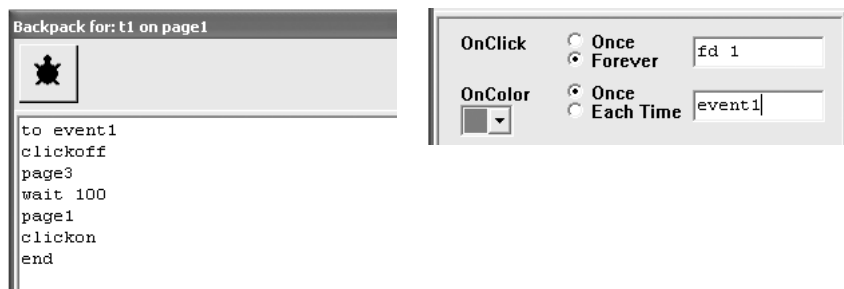 Backpack for: t1 on page1
to event1
clickoff
page3
wait 100
page1
clickon
end
OnClick
Once
Forever
fd 1
OnColor
Once
Each Time
event1